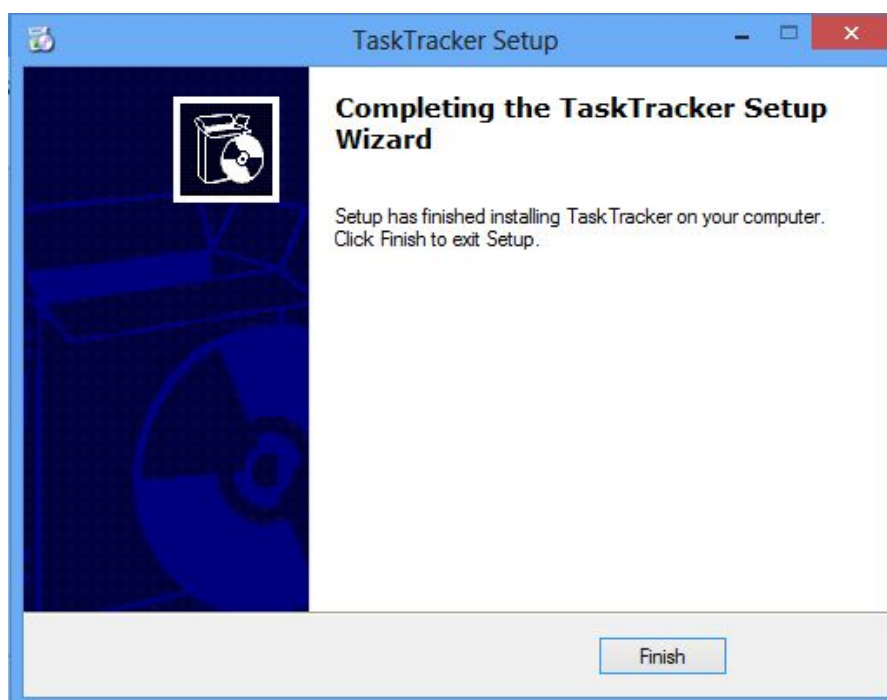 TaskTracker Setup
Completing the TaskTracker Setup
Wizard
Setup has finished installing TaskTracker on your computer.
Click Finish to exit Setup.
Finish